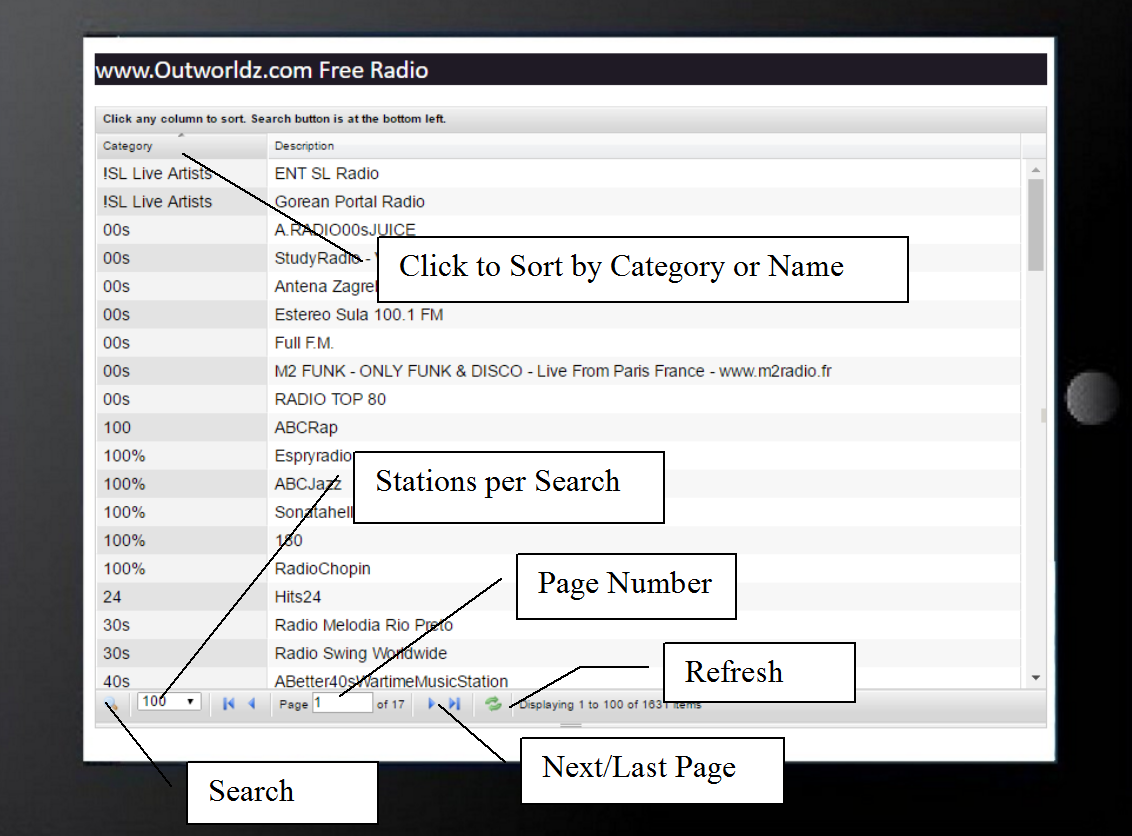 www.Outworldz.com Free Radio
Click any column to sort. Search button is at the bottom left.
Category Description
!SL Live Artists ENT SL Radio
!SL Live Artists Gorean Portal Radio
00s A.RADIO00sJUICE
00s StudyRadio -
Click to Sort by Category or Name
00s Antena Zagre
00s Estereo Sula 100.1 FM
00s Full F.M.
00s M2 FUNK - ONLY FUNK & DISCO - Live From Paris France - www.m2radio.fr
00s RADIO TOP 80
100 ABCRap
100% Espryradio
100% ABCJazz
Stations per Search
100% Sonatahell
100% 180
100% RadioChopin
Page Number
24 Hits24
30s Radio Melodia Rio Preto
30s Radio Swing Worldwide
Refresh
40s ABetter40sWartimeMusicStation
100 Page 1 of 17 Displaying 1 to 100 of 1631 items
Next/Last Page
Search